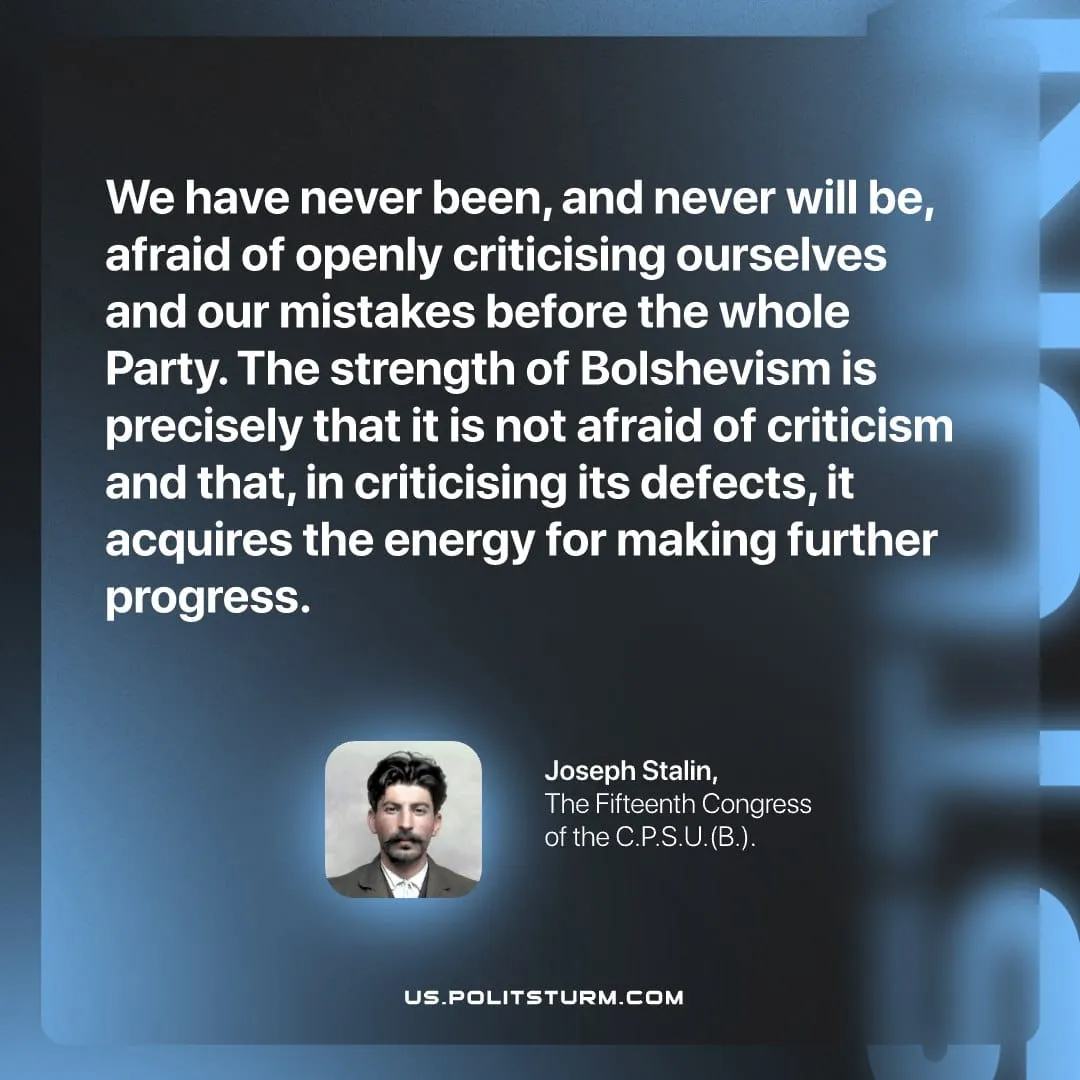 We have never been, and never will be,
afraid of openly criticising ourselves
and our mistakes before the whole
Party. The strength of Bolshevism is
precisely that it is not afraid of criticism
and that, in criticising its defects, it
acquires the energy for making further
progress.
Joseph Stalin,
The Fifteenth Congress
of the C.P.S.U.(B.).
US.POLITSTURM.COM